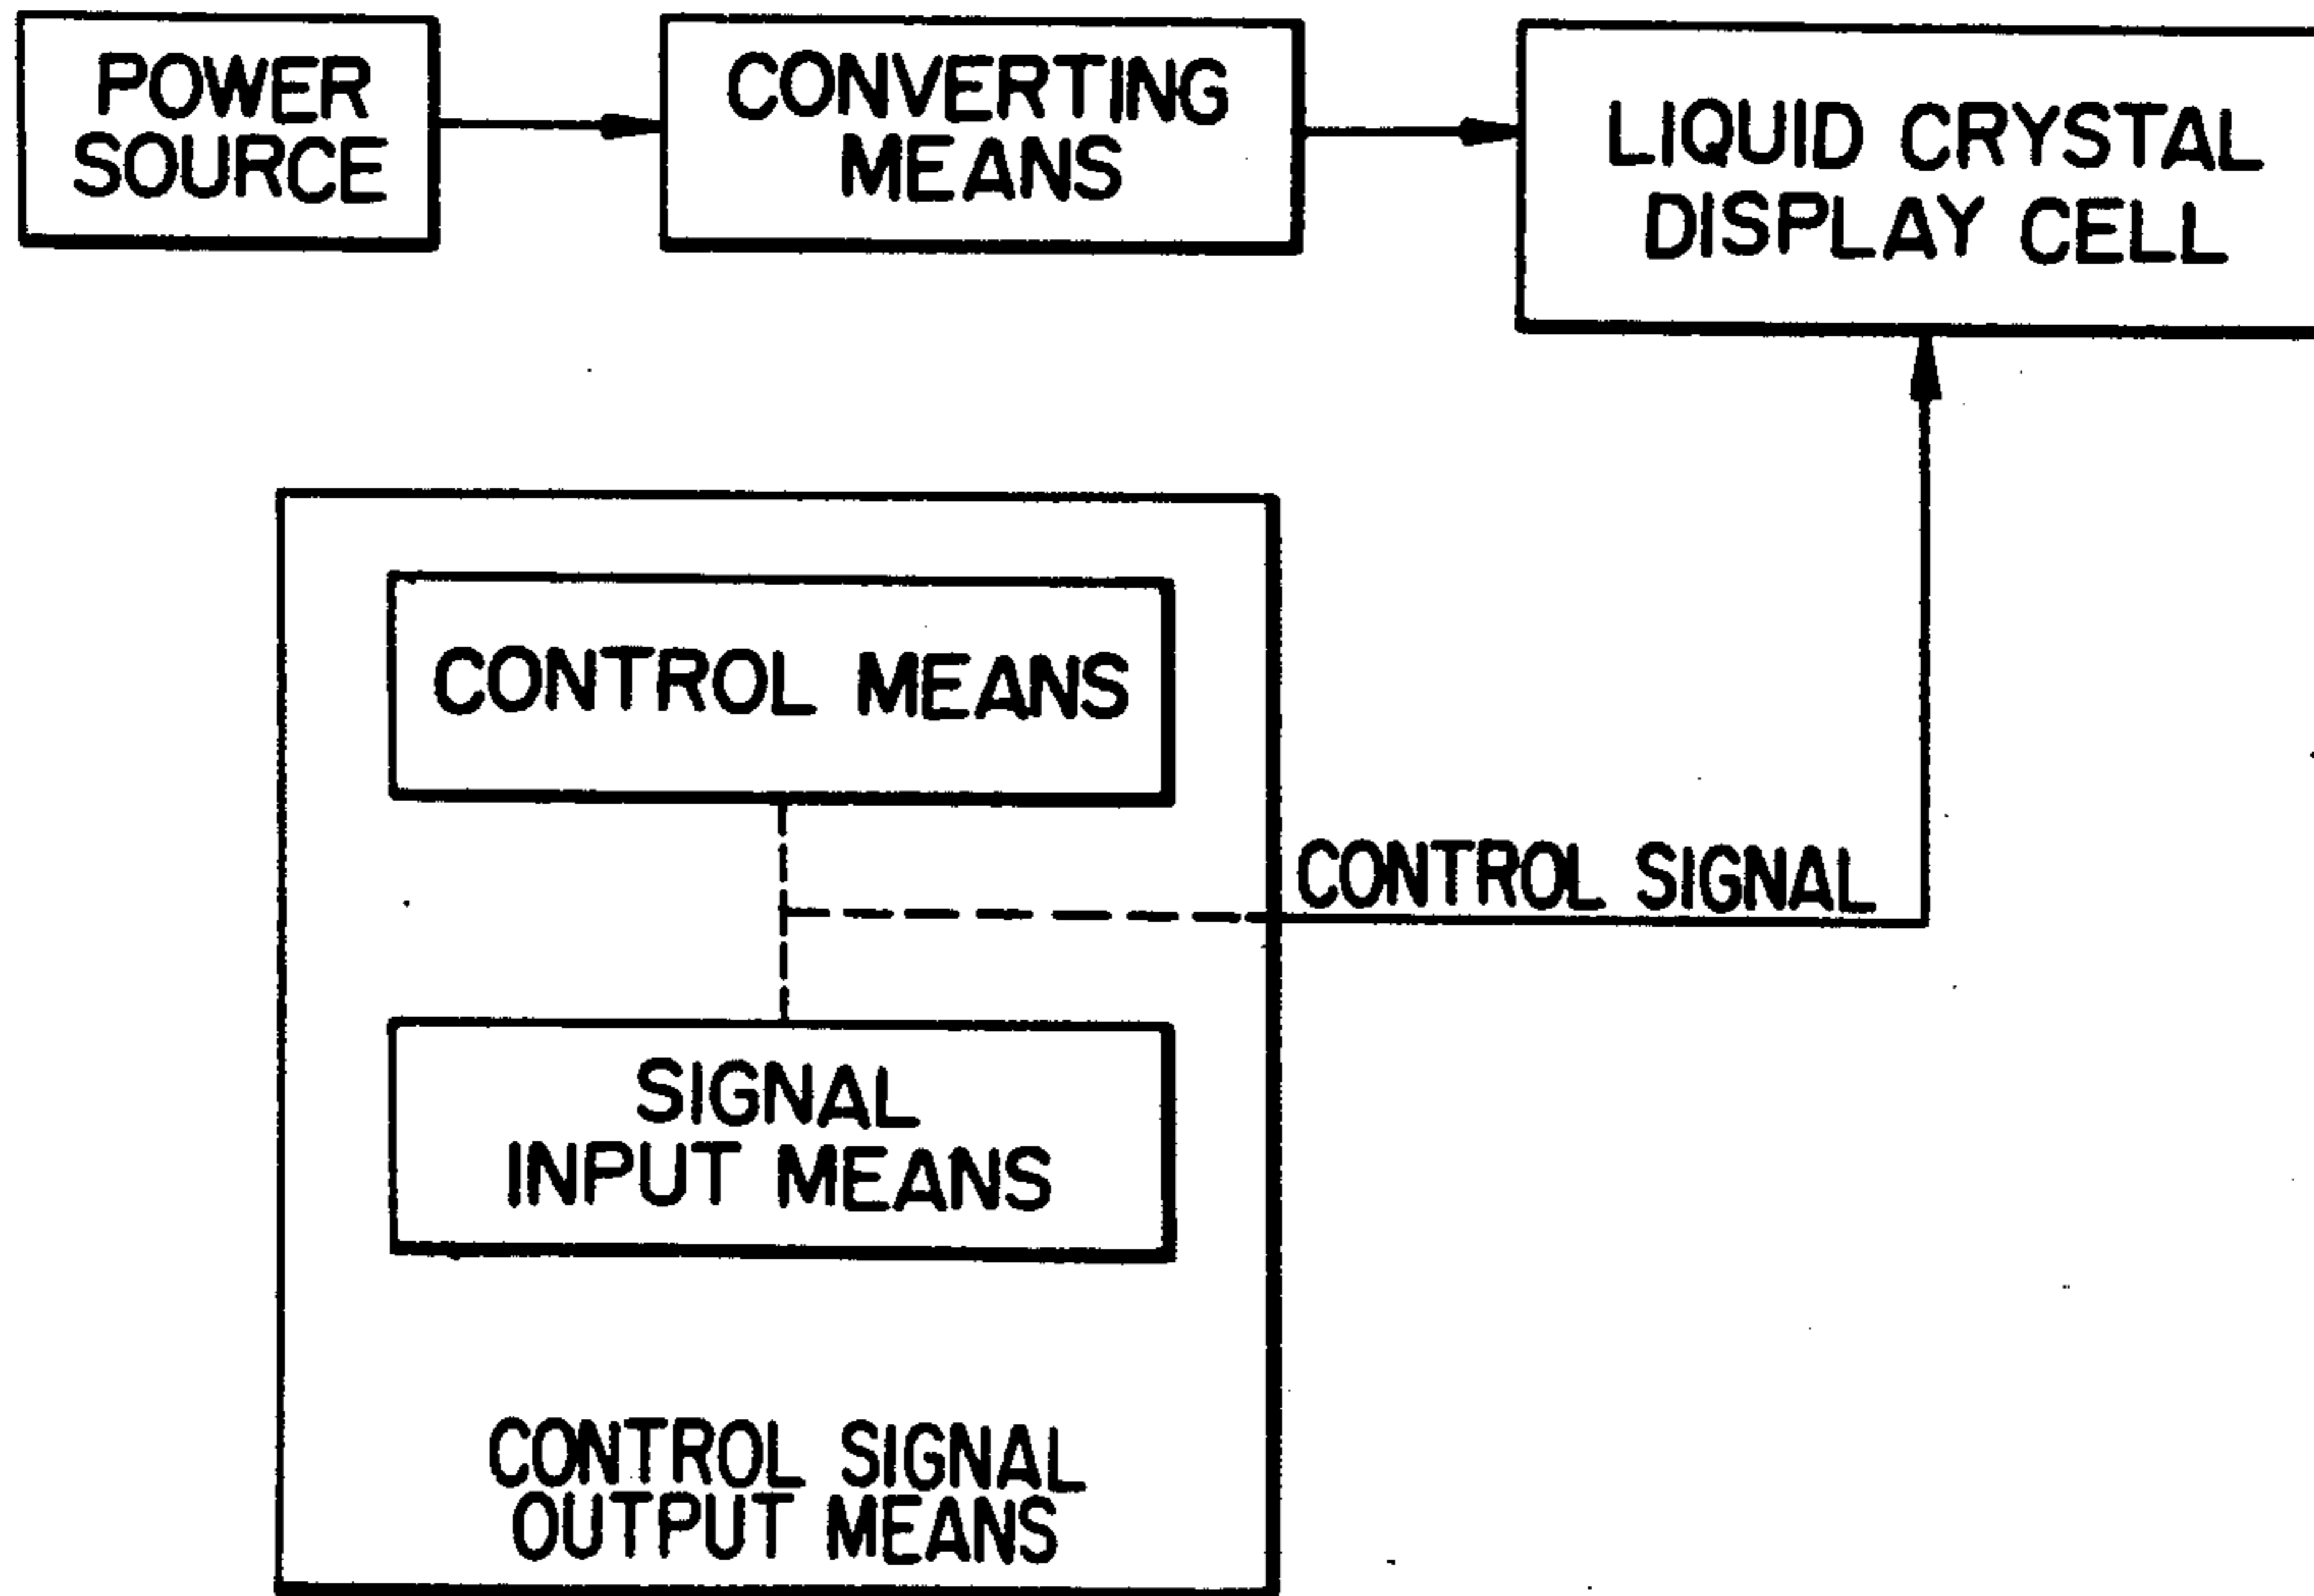 POWER
SOURCE
CONVERTING
MEANS
LIQUID CRYSTAL
DISPLAY CELL
CONTROL MEANS
CONTROL SIGNAL
SIGNAL
INPUT MEANS
CONTROL SIGNAL
OUTPUT MEANS